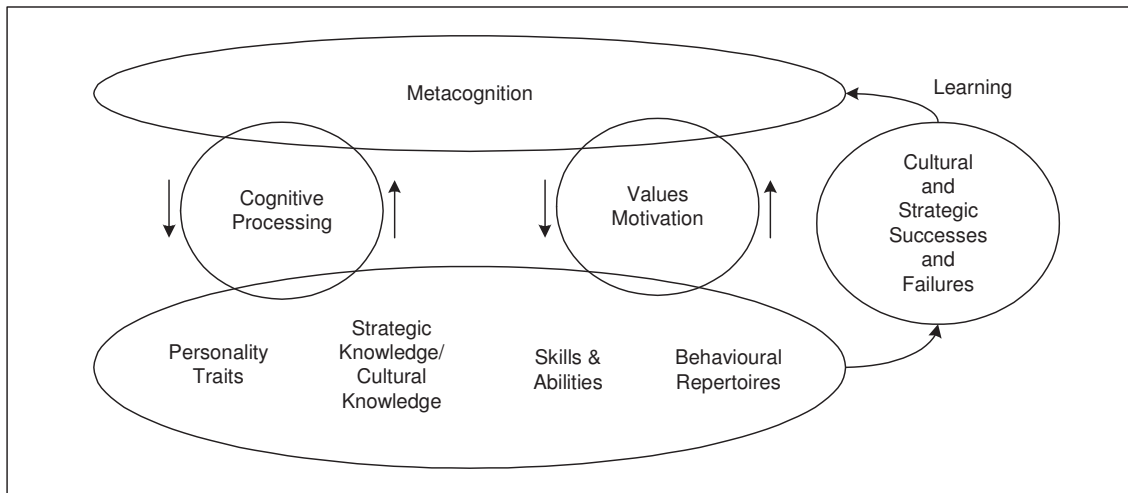 Metacognition
Learning
Cognitive
Processing
Values
Motivation
Cultural
and
Strategic
Successes
and
Failures
Personality
Traits
Strategic
Knowledge/
Cultural
Knowledge
Skills &
Abilities
Behavioural
Repertoires